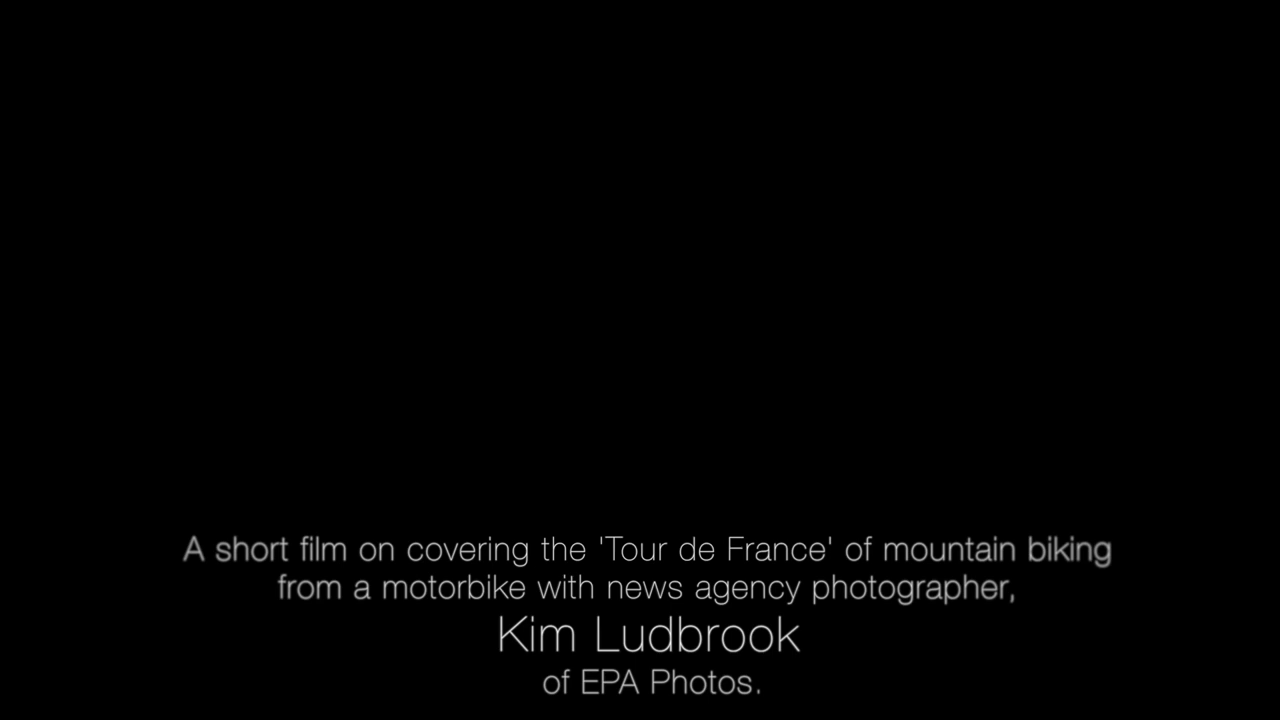 A short film on covering the 'Tour de France' of mountain biking
from a motorbike with news agency photographer,
Kim Ludbrook
of EPA Photos.